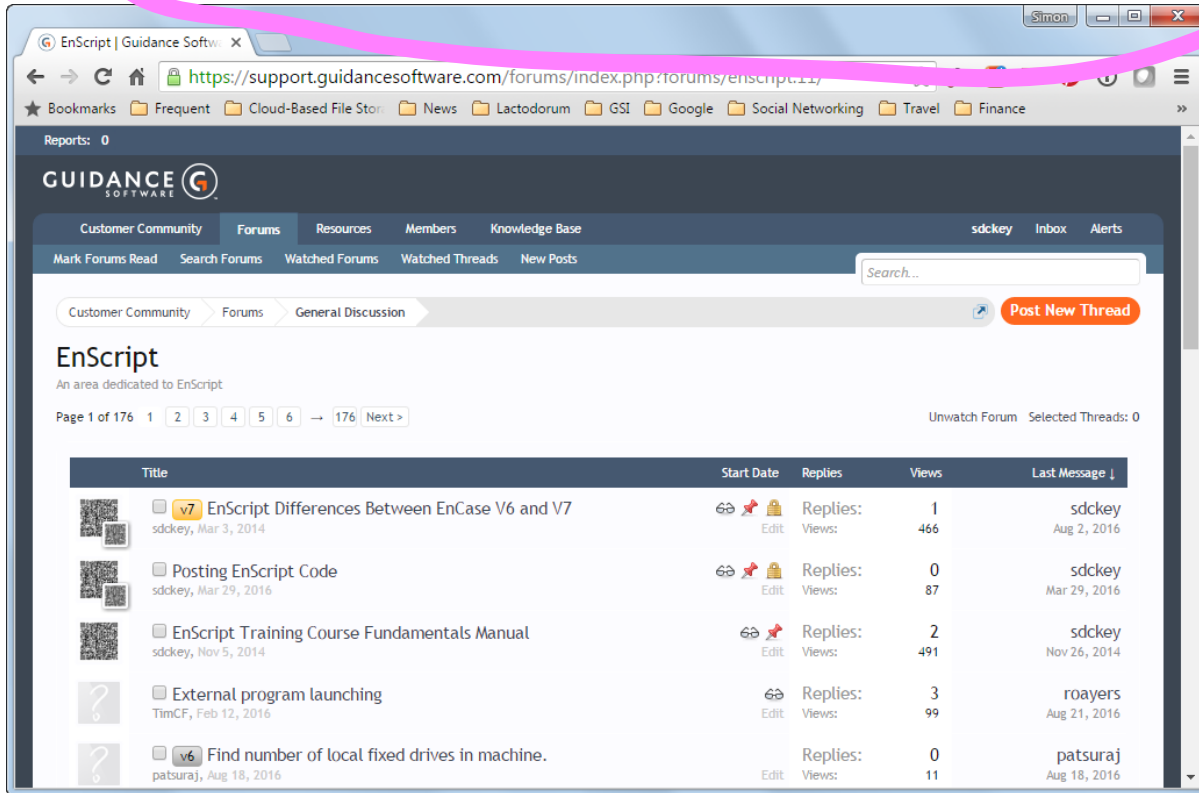 Simon
EnScript | Guidance Softw
https://support.guidancesoftware.com/forums/index.php?forums/enscript.11/
Bookmarks Frequent Cloud-Based File Stor News Lactodorum GSI Google Social Networking Travel Finance »
Reports: 0
GUIDANCE G
SOFTWARE
Customer Community Forums Resources Members Knowledge Base sdckey Inbox Alerts
Mark Forums Read Search Forums Watched Forums Watched Threads New Posts
Search...
Customer Community Forums General Discussion Post New Thread
EnScript
An area dedicated to EnScript
Page 1 of 176 1 2 3 4 5 6 → 176 Next > Unwatch Forum Selected Threads: 0
Title Start Date Replies Views Last Message ↓
v7 EnScript Differences Between EnCase V6 and V7 Replies: 1 sdckey
sdckey, Mar 3, 2014 Edit Views: 466 Aug 2, 2016
Posting EnScript Code Replies: 0 sdckey
sdckey, Mar 29, 2016 Edit Views: 87 Mar 29, 2016
EnScript Training Course Fundamentals Manual Replies: 2 sdckey
sdckey, Nov 5, 2014 Edit Views: 491 Nov 26, 2014
External program launching Replies: 3 roayers
TimCF, Feb 12, 2016 Edit Views: 99 Aug 21, 2016
v6 Find number of local fixed drives in machine. Replies: 0 patsuraj
patsuraj, Aug 18, 2016 Edit Views: 11 Aug 18, 2016